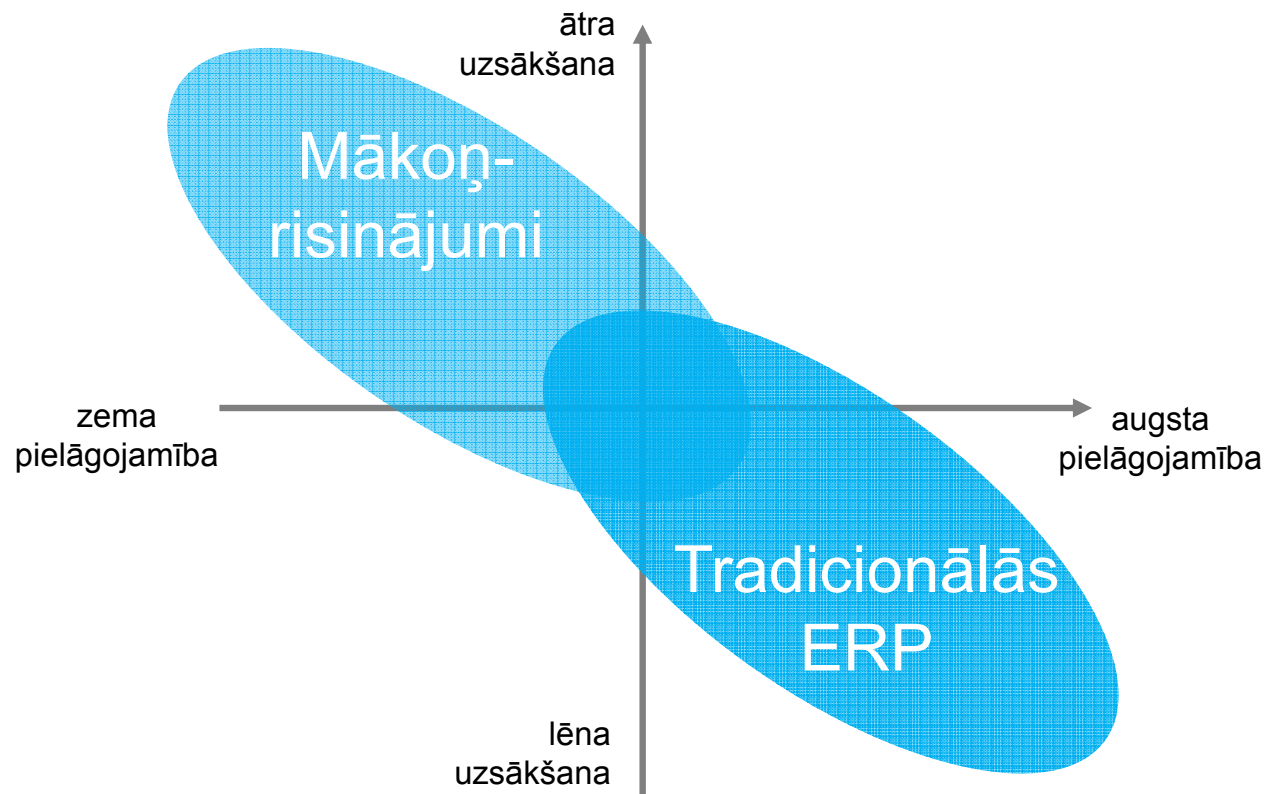 ātra
uzsākšana
Mākoņ-
risinājumi
zema
pielāgojamība
augsta
pielāgojamība
Tradicionālās
ERP
lēna
uzsākšana